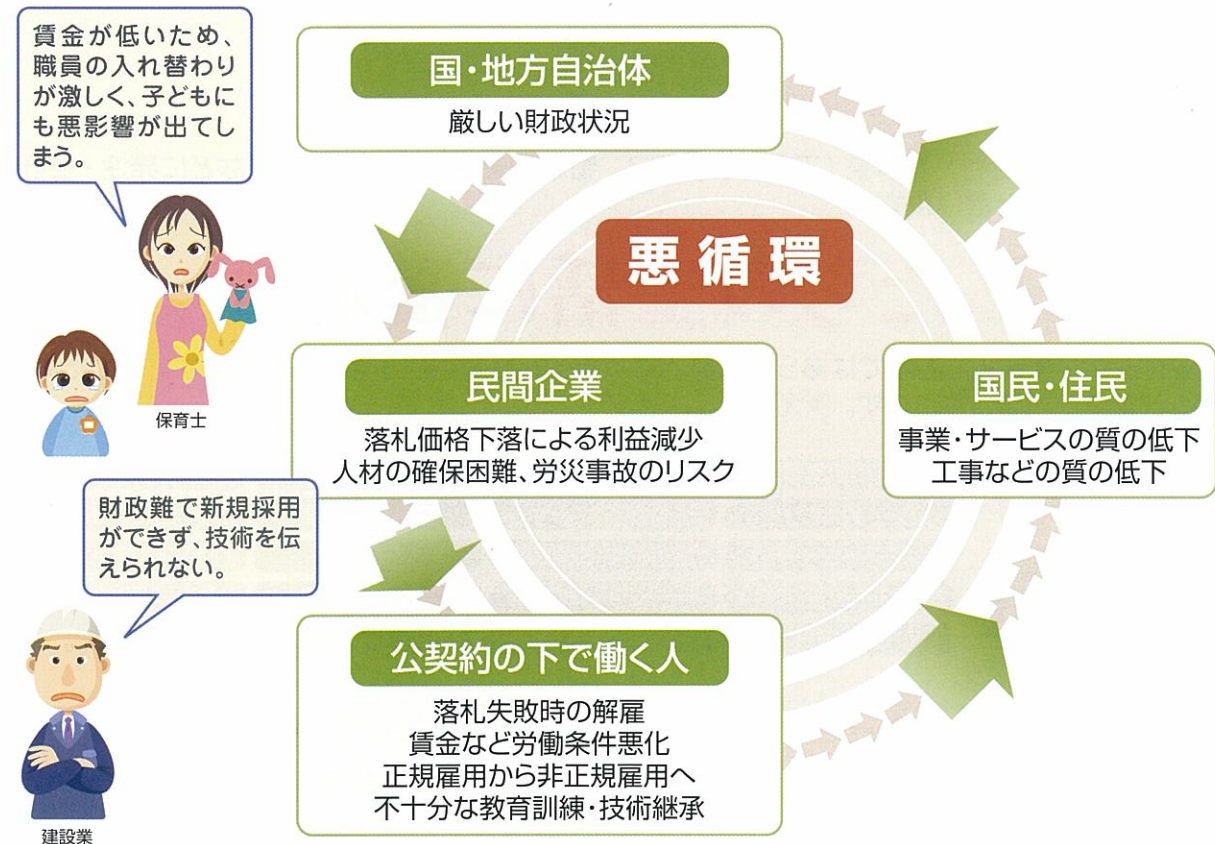 賃金が低いため、
職員の入れ替わり
が激しく、子どもに
も悪影響が出てし
まう。
保育士
財政難で新規採用
ができず、技術を伝
えられない。
建設業
悪循環
国・地方自治体
厳しい財政状況
民間企業
落札価格下落による利益減少
人材の確保困難、労災事故のリスク
公契約の下で働く人
落札失敗時の解雇
賃金など労働条件悪化
正規雇用から非正規雇用へ
不十分な教育訓練・技術継承
国民・住民
事業・サービスの質の低下
工事などの質の低下